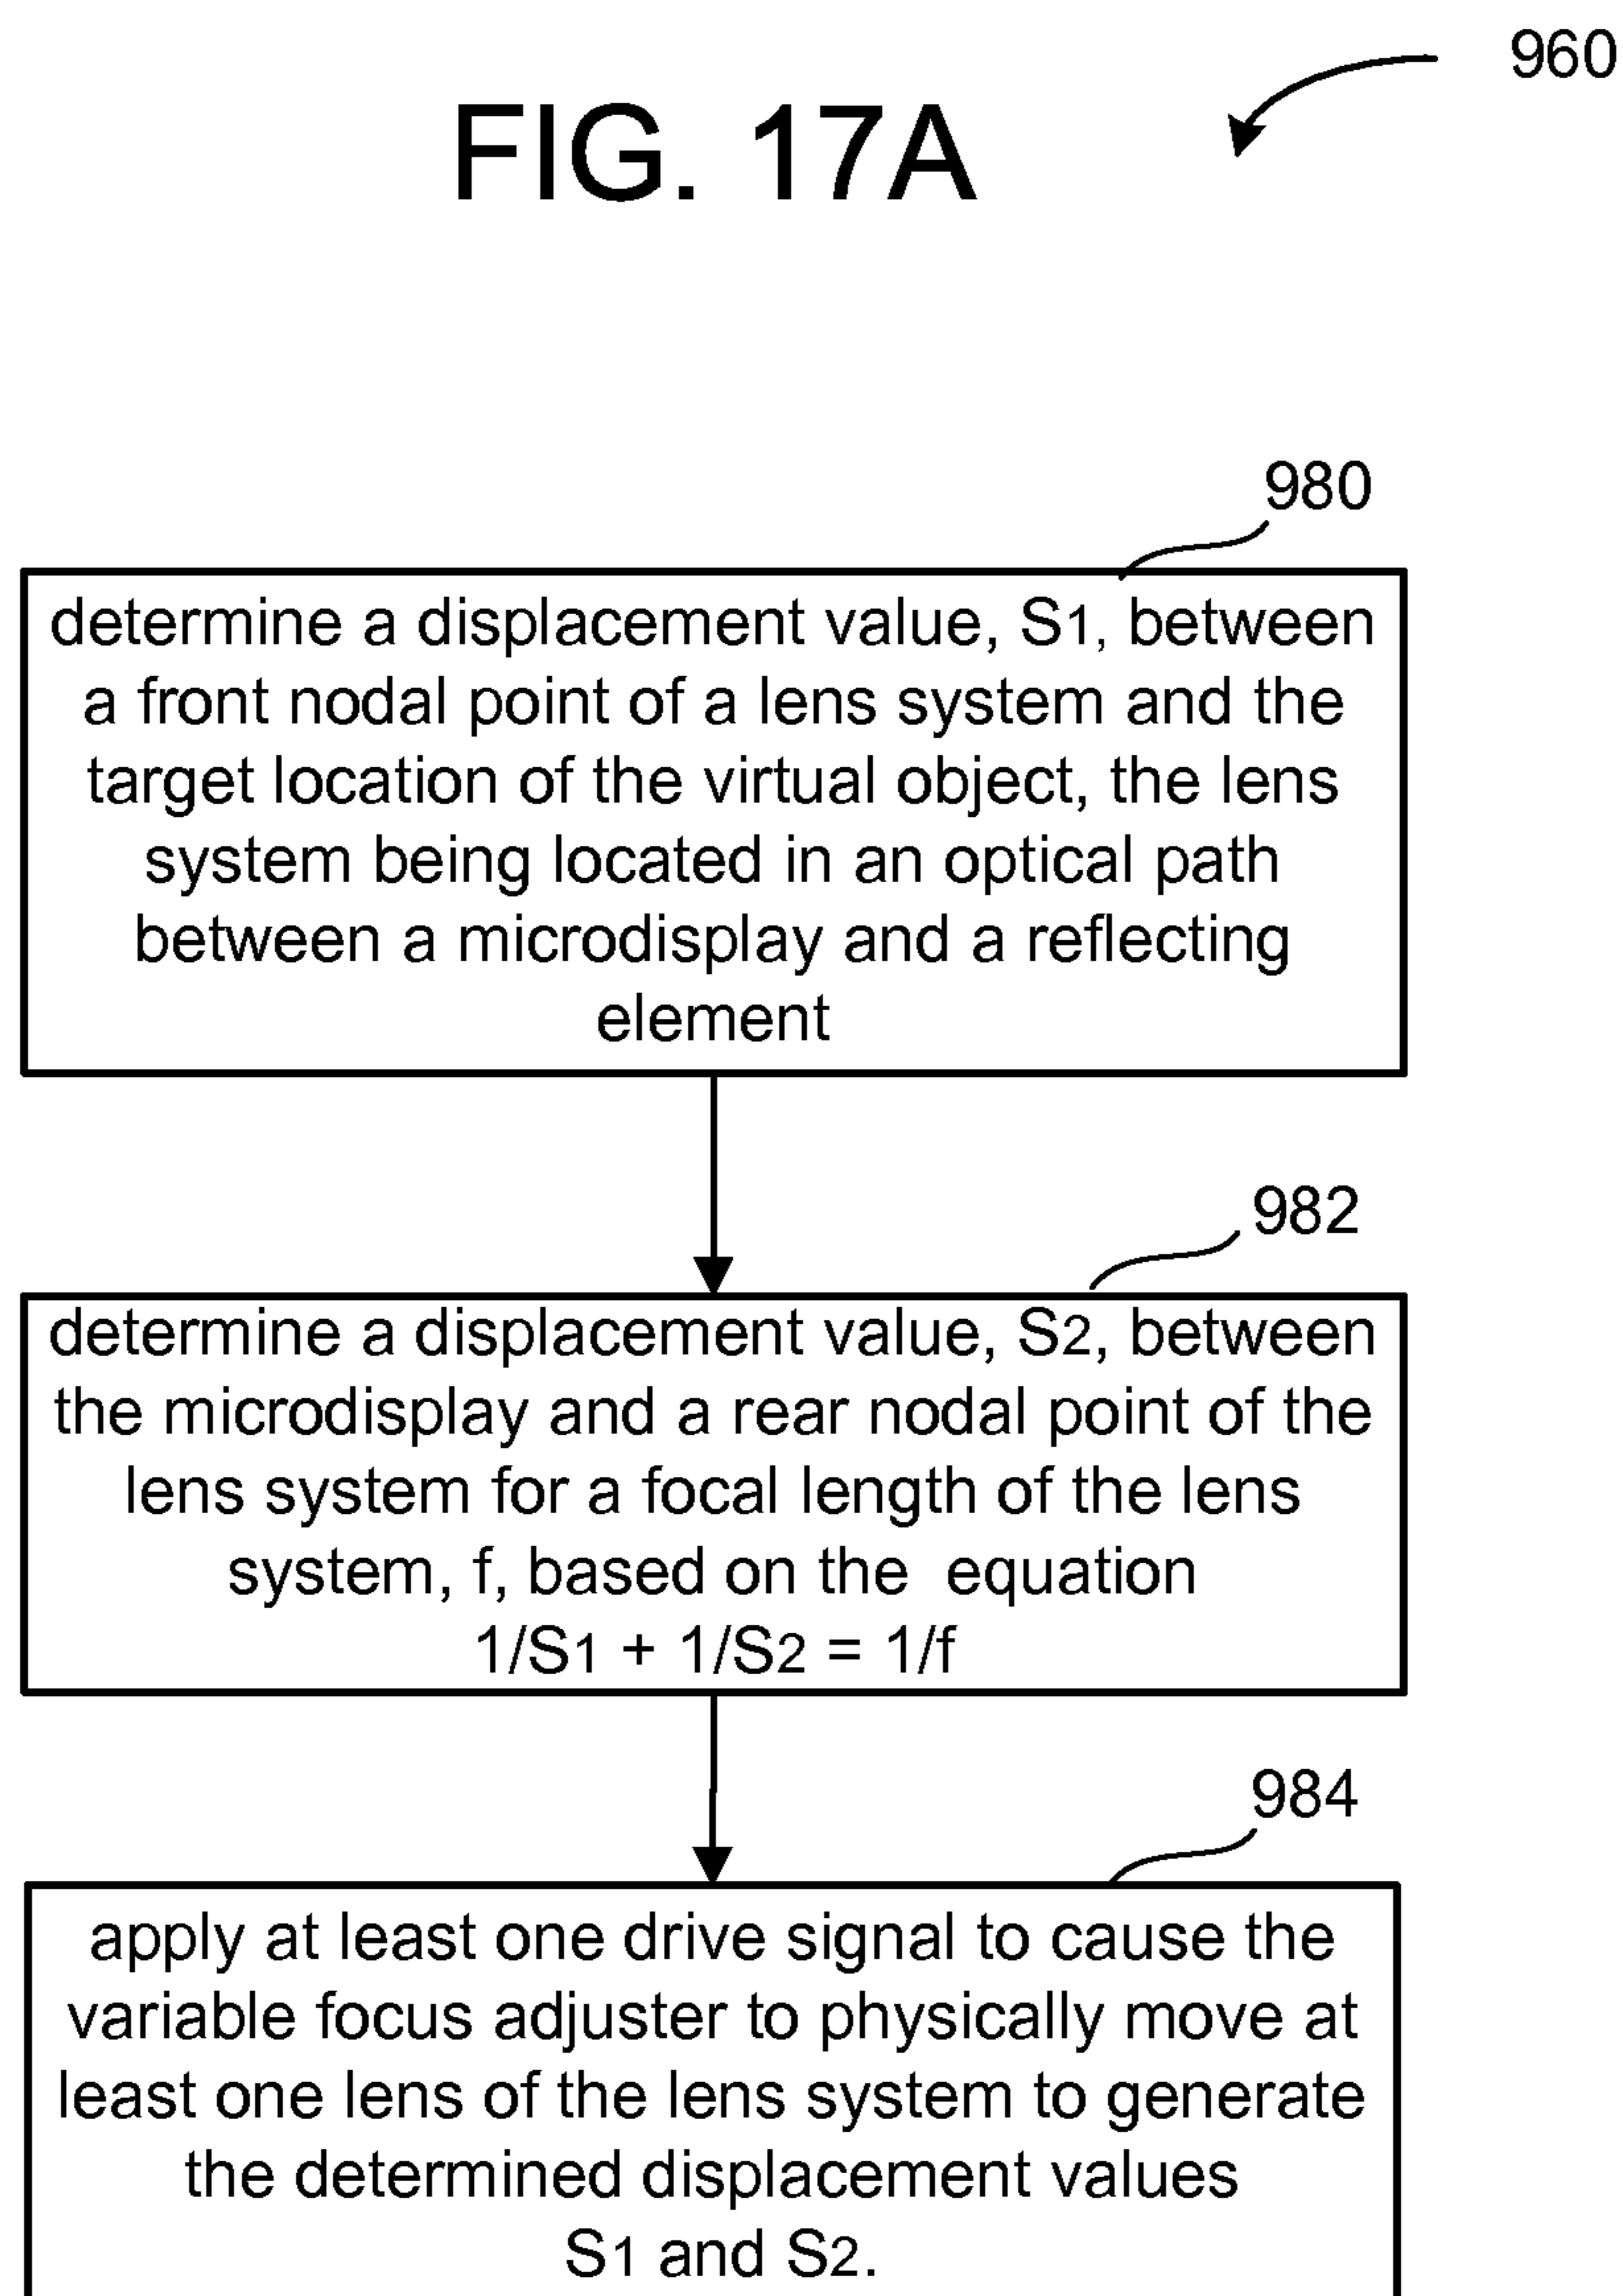 960
FIG. 17A
980
determine a displacement value, S1, between
a front nodal point of a lens system and the
target location of the virtual object, the lens
system being located in an optical path
between a microdisplay and a reflecting
element
982
determine a displacement value, S2, between
the microdisplay and a rear nodal point of the
lens system for a focal length of the lens
system, f, based on the equation
1/S1 + 1/S2 = 1/f
984
apply at least one drive signal to cause the
variable focus adjuster to physically move at
least one lens of the lens system to generate
the determined displacement values
S1 and S2.